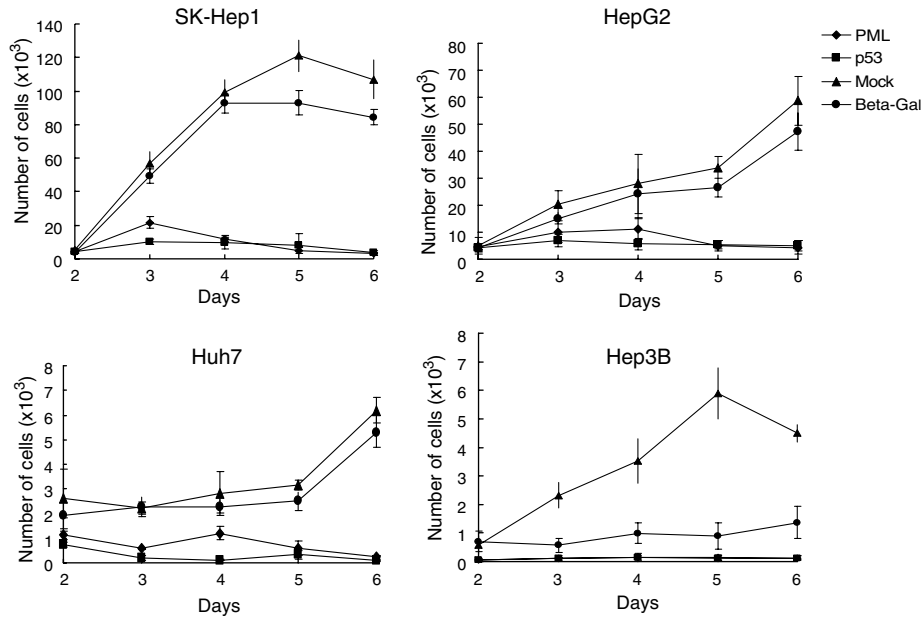 SK-Hep1
Number of cells (x10³)
140
120
100
80
60
40
20
0
2 3 4 5 6
Days
HepG2
Number of cells (x10³)
80
70
60
50
40
30
20
10
0
2 3 4 5 6
Days
PML
p53
Mock
Beta-Gal
Huh7
Number of cells (x10³)
8
7
6
5
4
3
2
1
0
2 3 4 5 6
Days
Hep3B
Number of cells (x10³)
8
7
6
5
4
3
2
1
0
2 3 4 5 6
Days